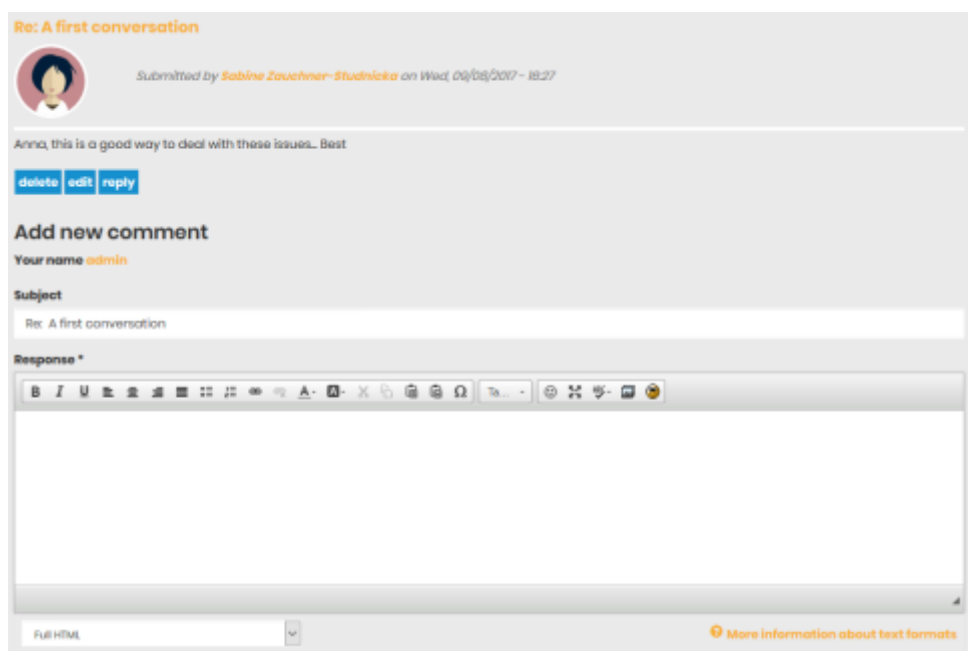 Re: A first conversation
Submitted by Sabine Zauchner-Studnicka on Wed, 09/06/2017 - 18:27
Anna, this is a good way to deal with these issues... Best
delete edit reply
Add new comment
Your name admin
Subject
Re: A first conversation
Response *
B I U A- A- Ω Ta... -
Full HTML
More information about text formats